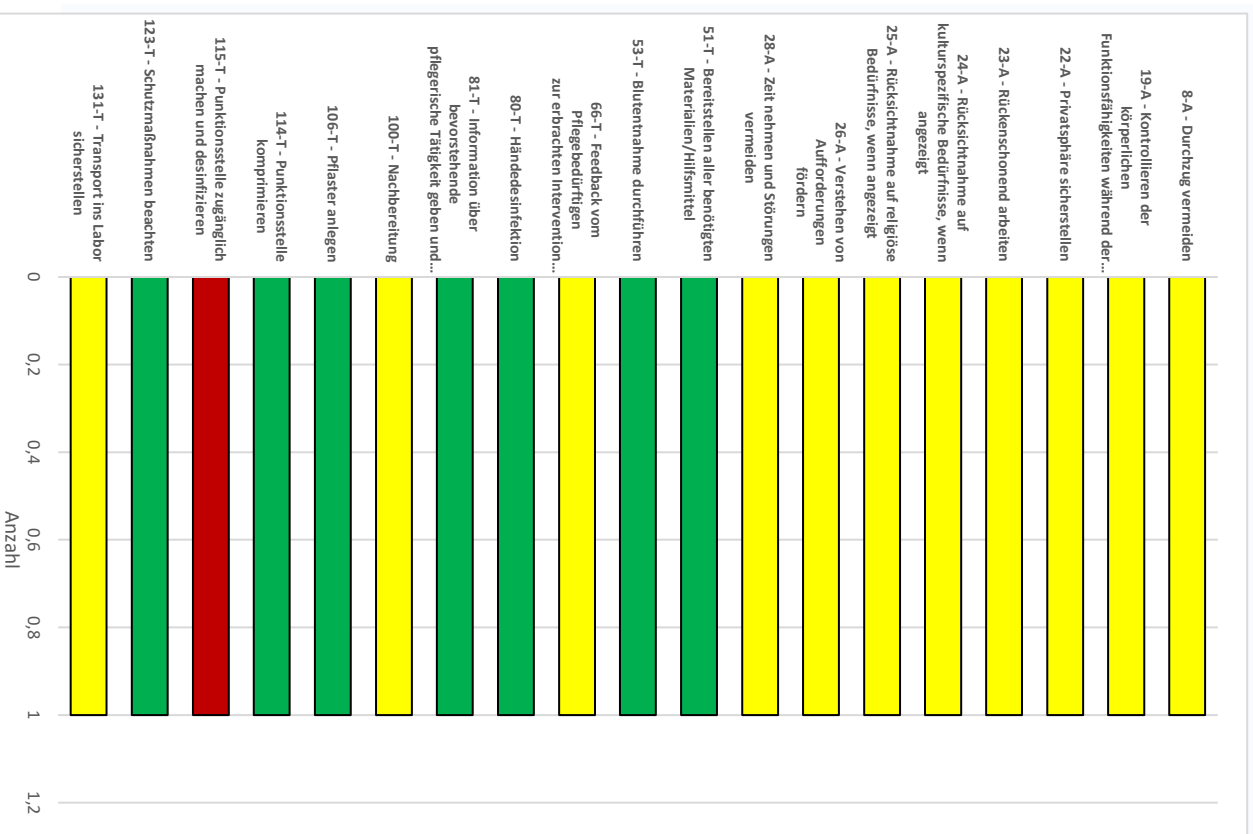 8-A - Durchzug vermeiden
19-A - Kontrollieren der
körperlichen
Funktionsfähigkeiten während der…
22-A - Privatsphäre sicherstellen
23-A - Rückenschonend arbeiten
24-A - Rücksichtnahme auf
kulturspezifische Bedürfnisse, wenn
angezeigt
25-A - Rücksichtnahme auf religiöse
Bedürfnisse, wenn angezeigt
26-A - Verstehen von
Aufforderungen
fördern
28-A - Zeit nehmen und Störungen
vermeiden
51-T - Bereitstellen aller benötigten
Materialien/Hilfsmittel
53-T - Blutentnahme durchführen
66-T - Feedback vom
Pflegebedürftigen
zur erbrachten Intervention…
80-T - Händedesinfektion
81-T - Information über
bevorstehende
pflegerische Tätigkeit geben und…
100-T - Nachbereitung
106-T - Pflaster anlegen
114-T - Punktionsstelle
komprimieren
115-T - Punktionsstelle zugänglich
machen und desinfizieren
123-T - Schutzmaßnahmen beachten
131-T - Transport ins Labor
sicherstellen
0 0,2 0,4 0,6 0,8 1 1,2
Anzahl